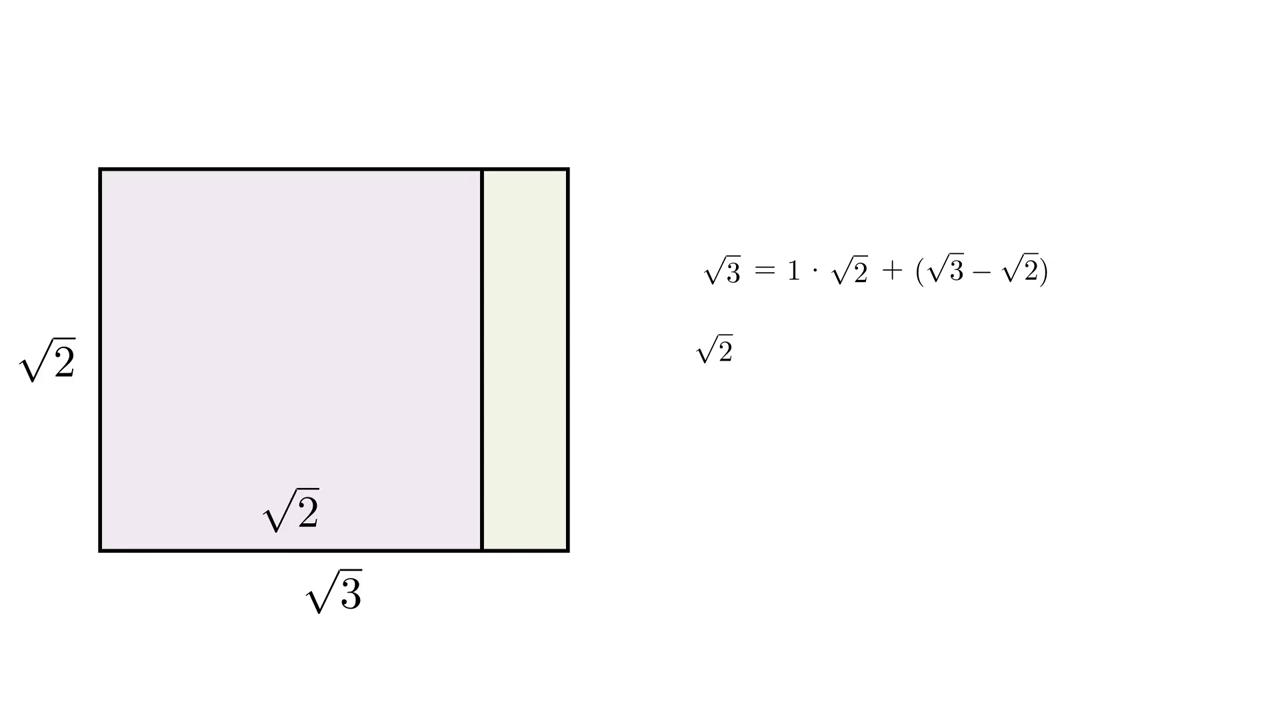 √3 = 1 · √2 + (√3 − √2)
√2
√2
√2
√3